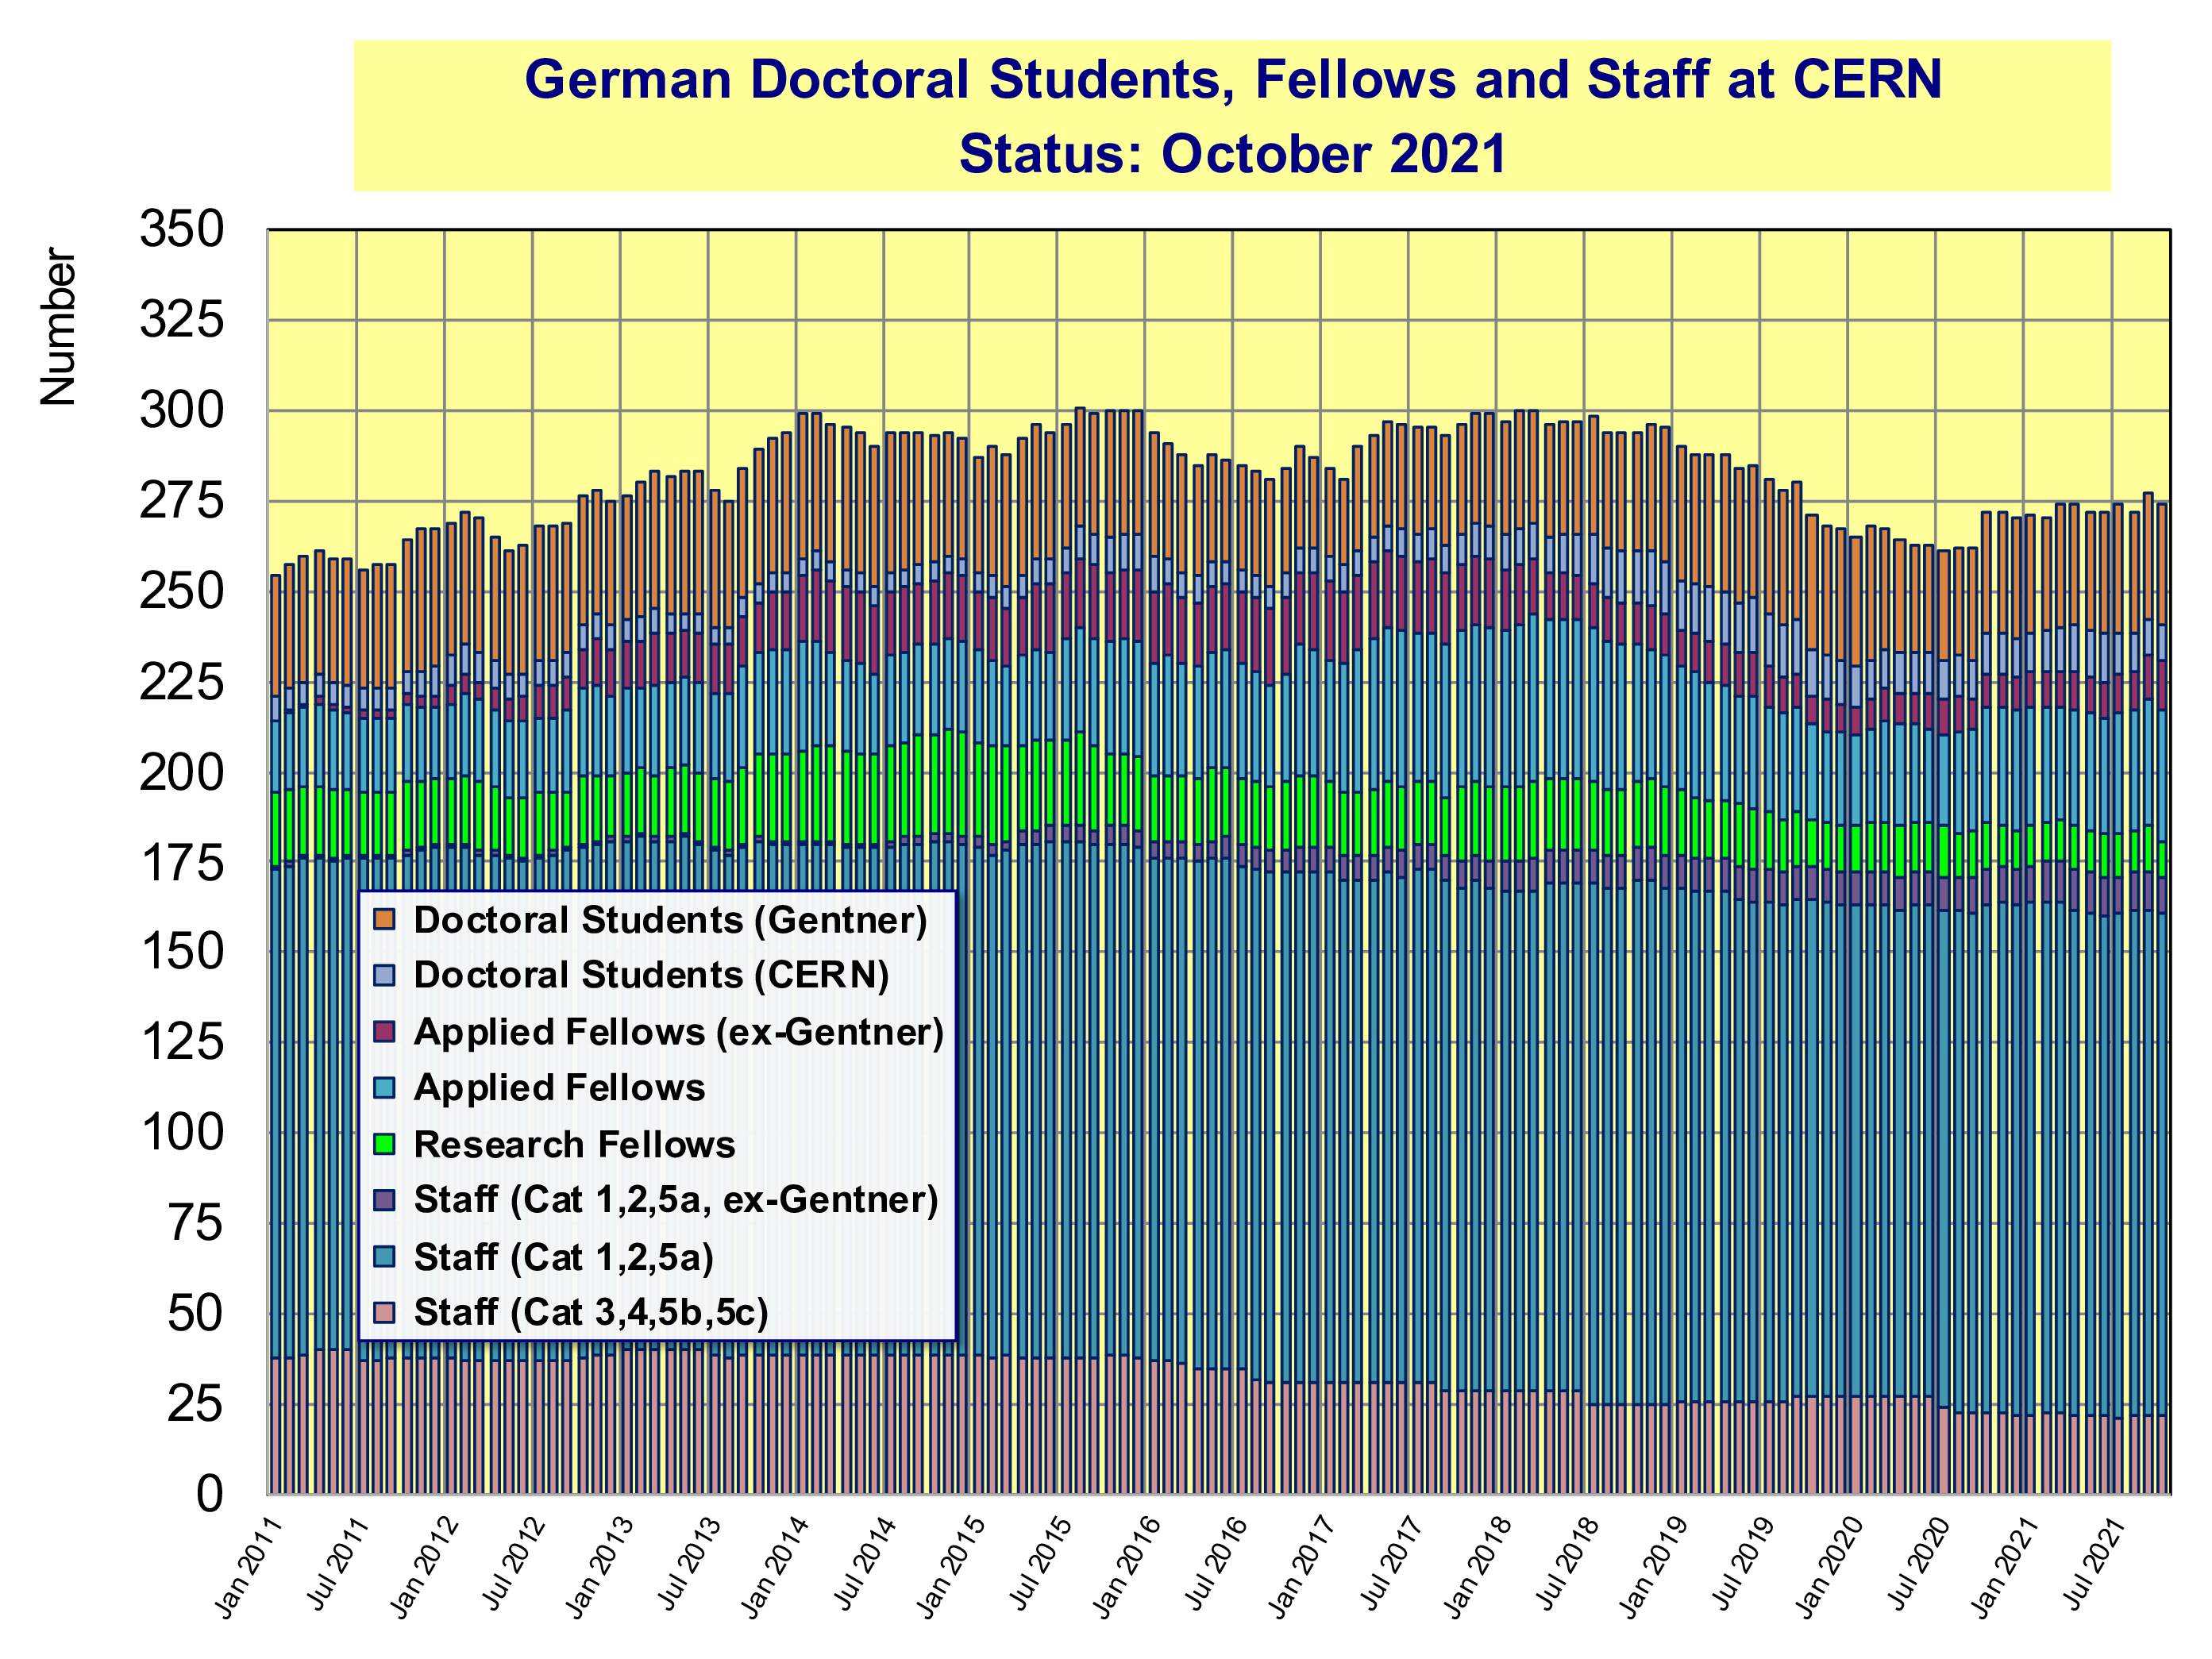 German Doctoral Students, Fellows and Staff at CERN
Status: October 2021
Number
350
325
300
275
250
225
200
175
150
125
100
75
50
25
0
Doctoral Students (Gentner)
Doctoral Students (CERN)
Applied Fellows (ex-Gentner)
Applied Fellows
Research Fellows
Staff (Cat 1,2,5a, ex-Gentner)
Staff (Cat 1,2,5a)
Staff (Cat 3,4,5b,5c)
Jan 2011
Jul 2011
Jan 2012
Jul 2012
Jan 2013
Jul 2013
Jan 2014
Jul 2014
Jan 2015
Jul 2015
Jan 2016
Jul 2016
Jan 2017
Jul 2017
Jan 2018
Jul 2018
Jan 2019
Jul 2019
Jan 2020
Jul 2020
Jan 2021
Jul 2021